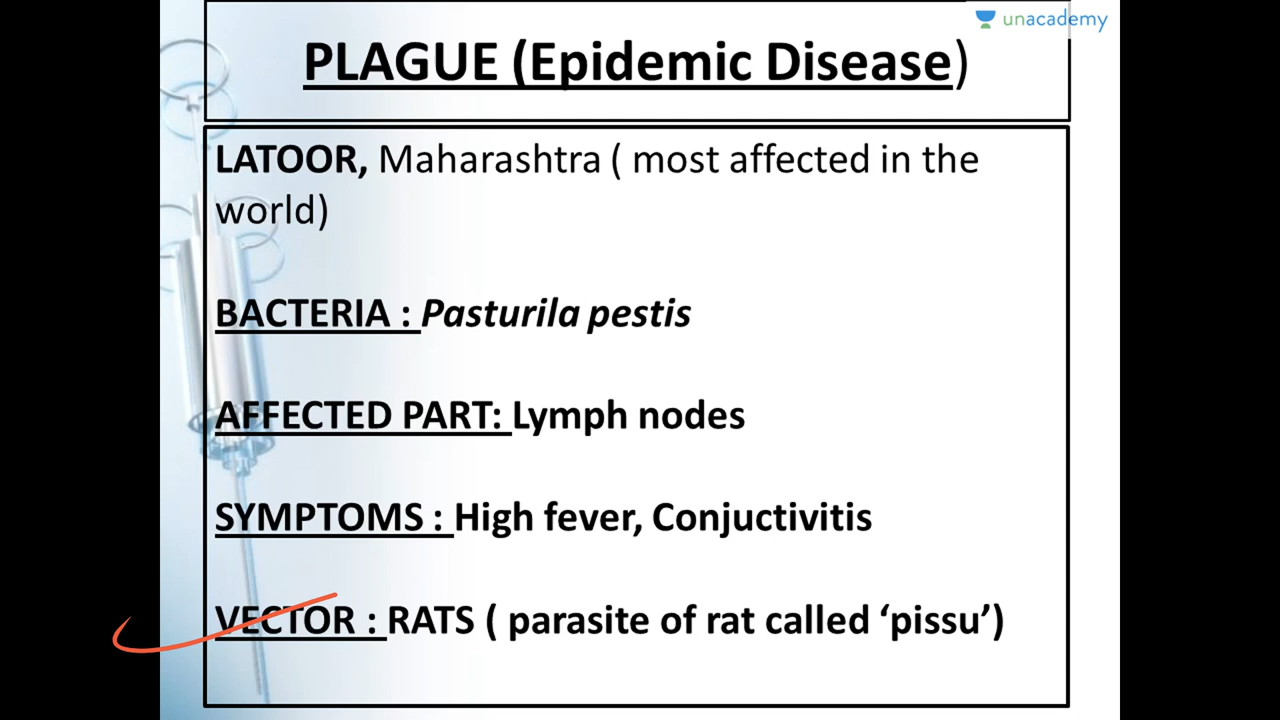 unacademy
PLAGUE (Epidemic Disease)
LATOOR, Maharashtra ( most affected in the
world)
BACTERIA : Pasturila pestis
AFFECTED PART: Lymph nodes
SYMPTOMS : High fever, Conjuctivitis
VECTOR : RATS ( parasite of rat called ‘pissu’)